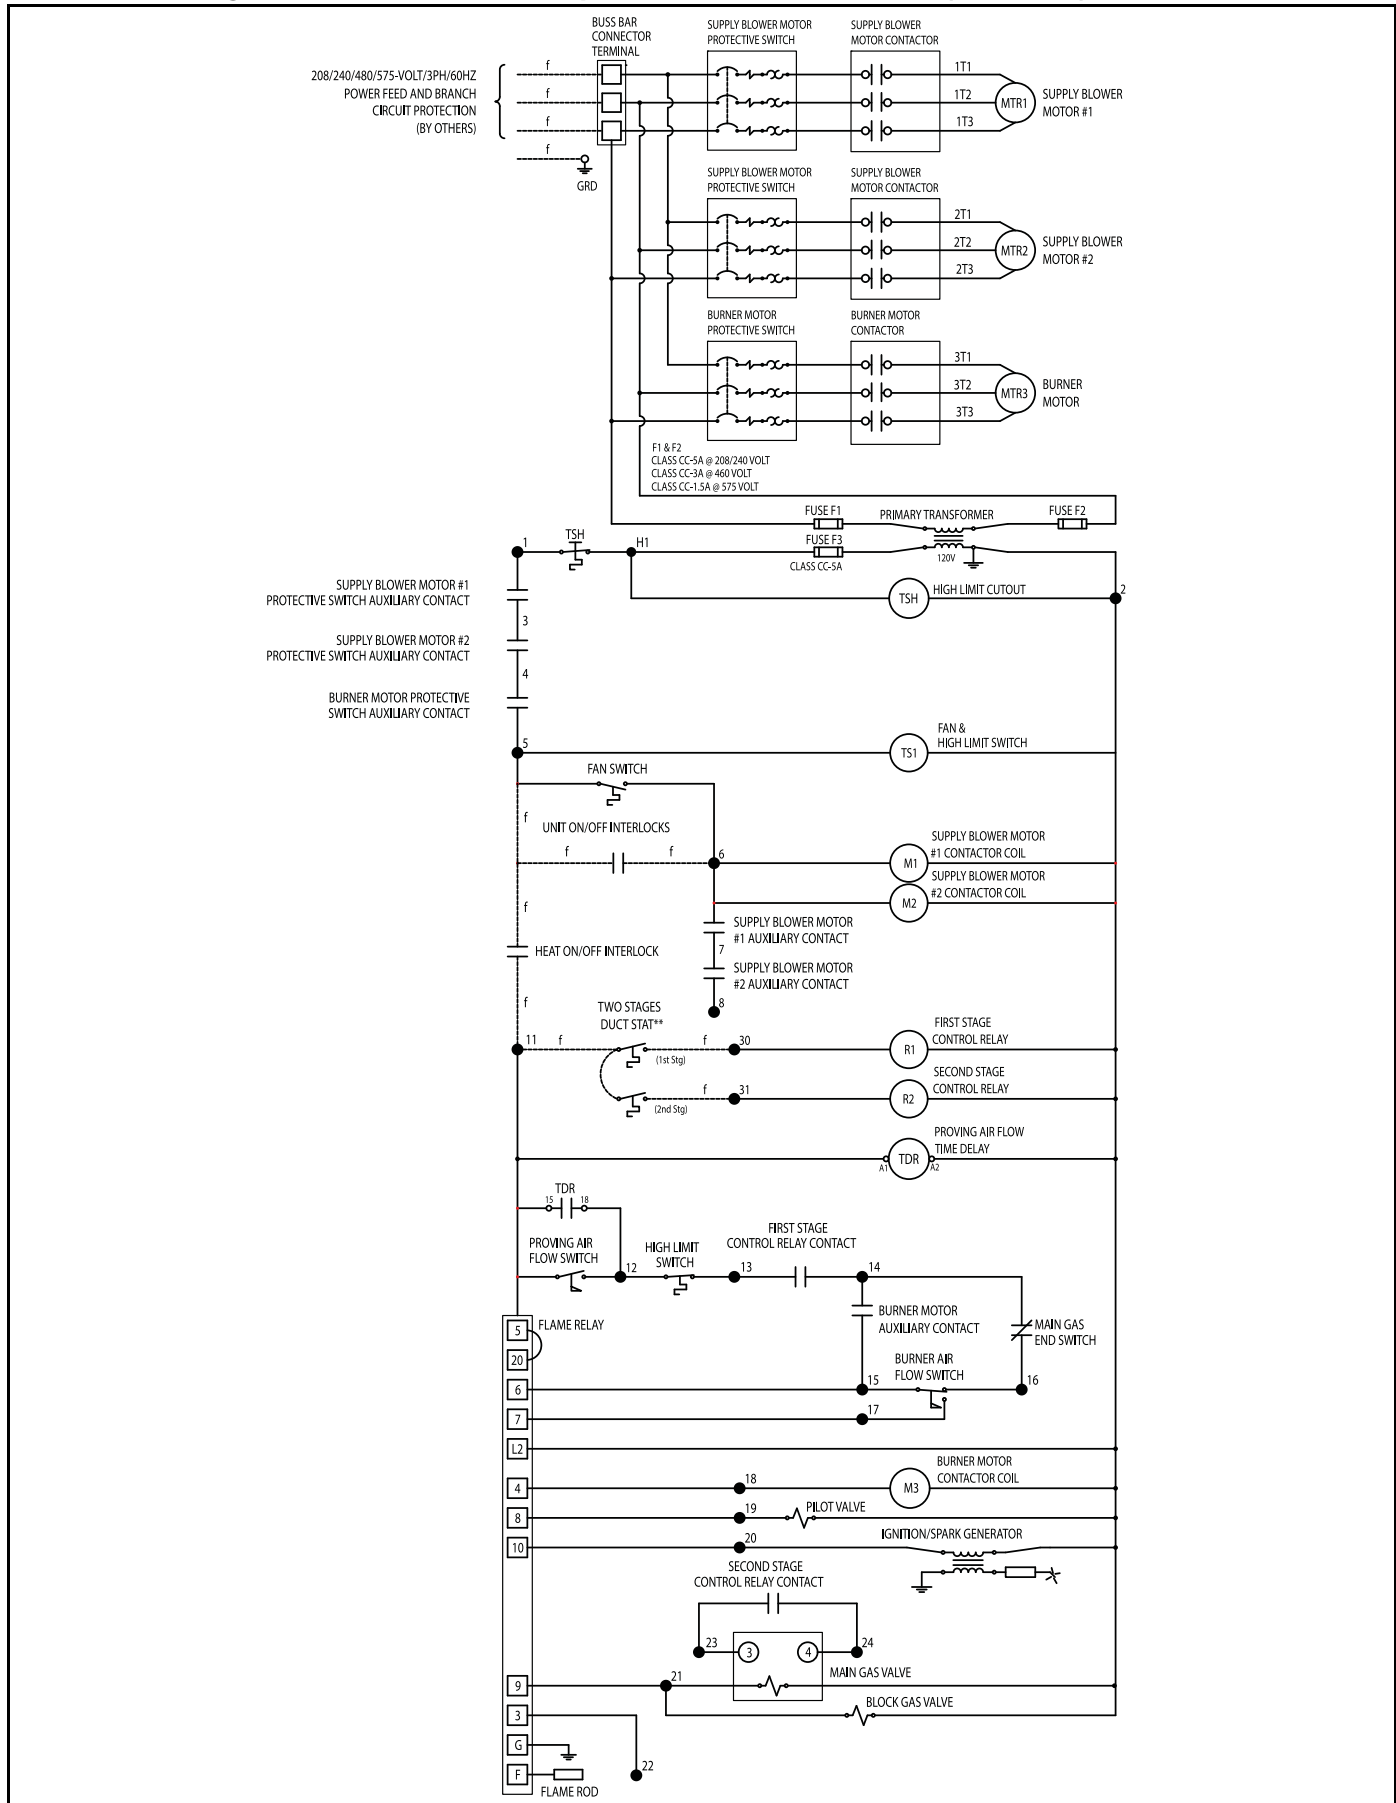 BUSS BAR
CONNECTOR
TERMINAL
SUPPLY BLOWER MOTOR
PROTECTIVE SWITCH
SUPPLY BLOWER
MOTOR CONTACTOR
208/240/480/575-VOLT/3PH/60HZ
POWER FEED AND BRANCH
CIRCUIT PROTECTION
(BY OTHERS)
f
f
f
f
GRD
1T1
1T2
1T3
MTR1
SUPPLY BLOWER
MOTOR #1
SUPPLY BLOWER MOTOR
PROTECTIVE SWITCH
SUPPLY BLOWER
MOTOR CONTACTOR
2T1
2T2
2T3
MTR2
SUPPLY BLOWER
MOTOR #2
BURNER MOTOR
PROTECTIVE SWITCH
BURNER MOTOR
CONTACTOR
3T1
3T2
3T3
MTR3
BURNER
MOTOR
F1 & F2
CLASS CC-5A @ 208/240 VOLT
CLASS CC-3A @ 460 VOLT
CLASS CC-1.5A @ 575 VOLT
FUSE F1
PRIMARY TRANSFORMER
FUSE F2
1
TSH
H1
FUSE F3
CLASS CC-5A
120V
TSH
HIGH LIMIT CUTOUT
2
SUPPLY BLOWER MOTOR #1
PROTECTIVE SWITCH AUXILIARY CONTACT
3
SUPPLY BLOWER MOTOR #2
PROTECTIVE SWITCH AUXILIARY CONTACT
4
BURNER MOTOR PROTECTIVE
SWITCH AUXILIARY CONTACT
5
TS1
FAN &
HIGH LIMIT SWITCH
FAN SWITCH
f
UNIT ON/OFF INTERLOCKS
f
f
6
M1
SUPPLY BLOWER MOTOR
#1 CONTACTOR COIL
M2
SUPPLY BLOWER MOTOR
#2 CONTACTOR COIL
f
SUPPLY BLOWER MOTOR
#1 AUXILIARY CONTACT
HEAT ON/OFF INTERLOCK
7
SUPPLY BLOWER MOTOR
#2 AUXILIARY CONTACT
f
8
TWO STAGES
DUCT STAT**
11
f
(1st Stg)
f
30
R1
FIRST STAGE
CONTROL RELAY
(2nd Stg)
f
31
R2
SECOND STAGE
CONTROL RELAY
A1
TDR
A2
PROVING AIR FLOW
TIME DELAY
TDR
15
18
PROVING AIR
FLOW SWITCH
12
HIGH LIMIT
SWITCH
13
FIRST STAGE
CONTROL RELAY CONTACT
14
BURNER MOTOR
AUXILIARY CONTACT
MAIN GAS
END SWITCH
5
FLAME RELAY
20
BURNER AIR
FLOW SWITCH
6
15
16
7
17
L2
4
18
M3
BURNER MOTOR
CONTACTOR COIL
8
19
PILOT VALVE
10
20
IGNITION/SPARK GENERATOR
SECOND STAGE
CONTROL RELAY CONTACT
23
3
4
24
9
21
MAIN GAS VALVE
3
BLOCK GAS VALVE
G
F
FLAME ROD
22